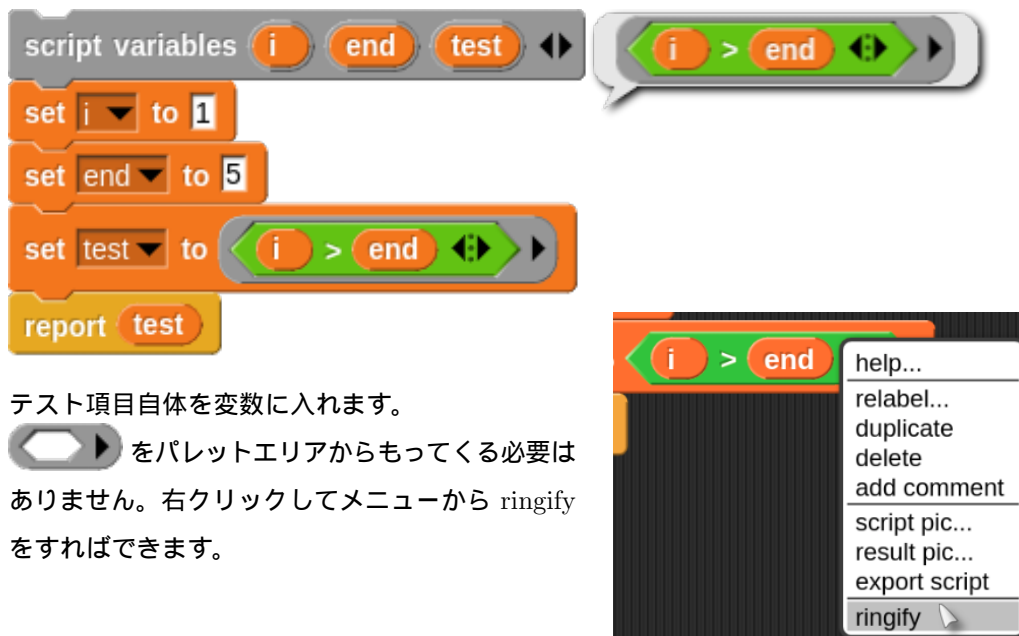 script variables i end test
i > end
set i to 1
set end to 5
set test to i > end
report test
テスト項目自体を変数に入れます。
をパレットエリアからもってくる必要は
ありません。右クリックしてメニューから ringify
をすればできます。
i > end
help...
relabel...
duplicate
delete
add comment
script pic...
result pic...
export script
ringify